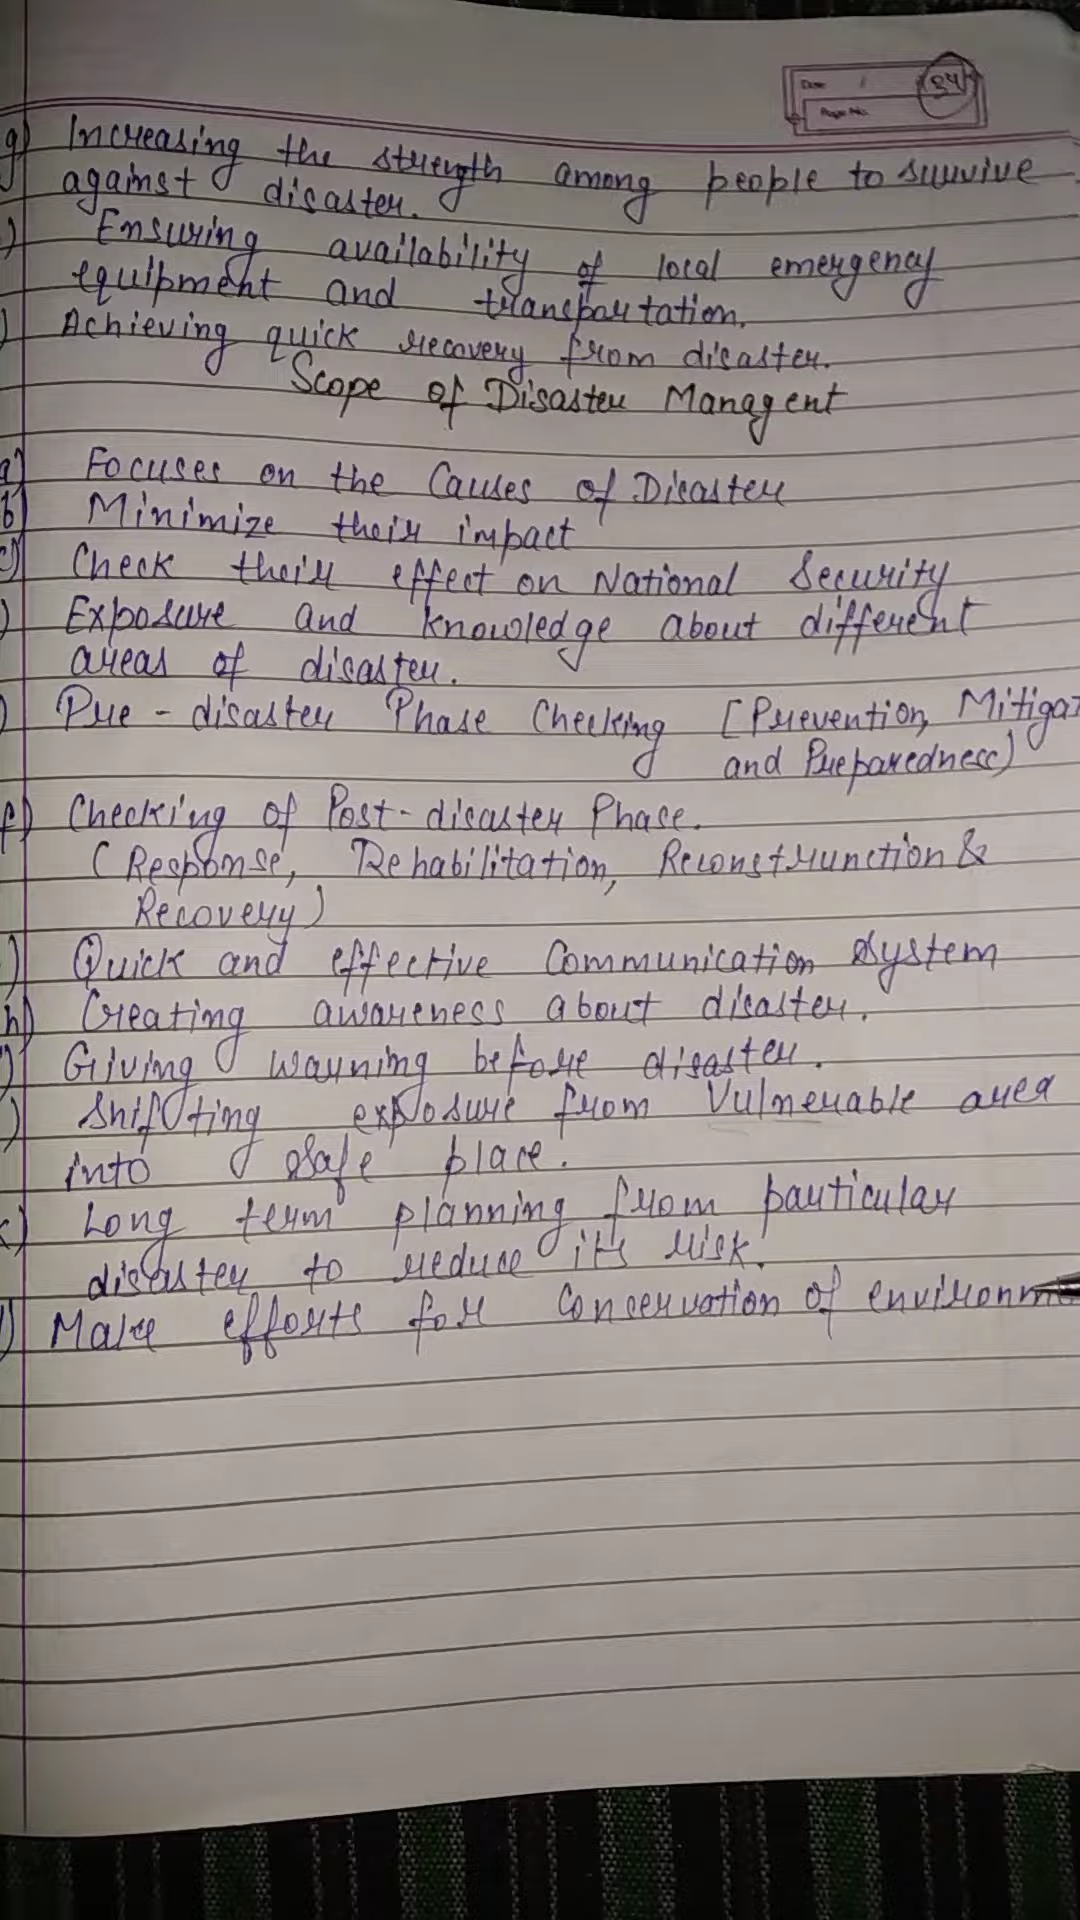 Date / 34
Page No.
g) Increasing the strength among people to survive
against disaster.
) Ensuring availability of local emergency
equipment and transportation.
) Achieving quick recovery from disaster.
Scope of Disaster Managent
a) Focuses on the Causes of Disaster
b) Minimize their impact
c) Check their effect on National Security
) Exposure and knowledge about different
areas of disaster.
) Pre-disaster Phase Checking [Prevention, Mitigat
and Preparedness)
f) Checking of Post-disaster Phase.
(Response, Rehabilitation, Reconstrunction &
Recovery)
) Quick and effective Communication System
h) Creating awareness about disaster.
) Giving warning before disaster.
) Shifting exposure from Vulnerable area
into safe place.
) Long term planning from particular
disaster to reduce its risk.
) Make efforts for Conservation of environm